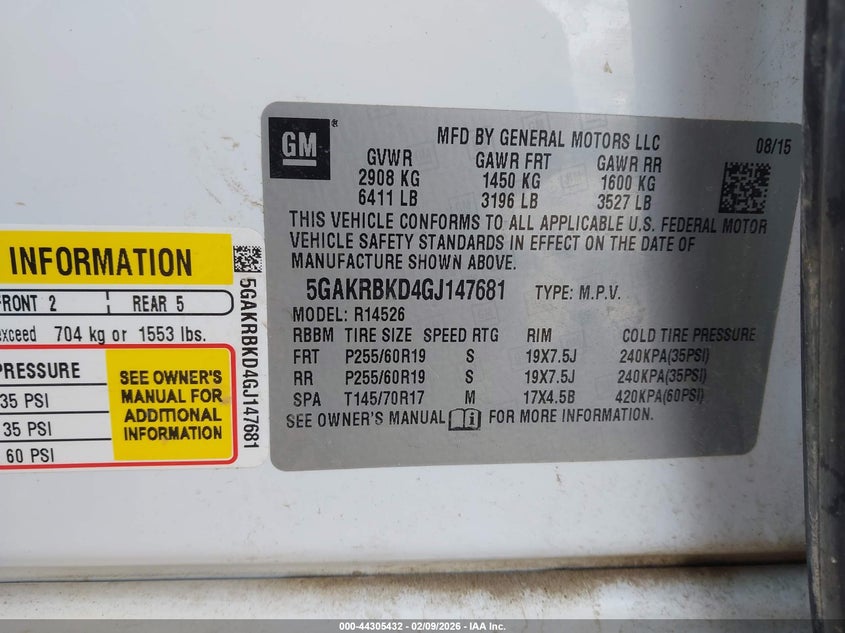 GM
®
MFD BY GENERAL MOTORS LLC
08/15
GVWR GAWR FRT GAWR RR
2908 KG 1450 KG 1600 KG
6411 LB 3196 LB 3527 LB
THIS VEHICLE CONFORMS TO ALL APPLICABLE U.S. FEDERAL MOTOR
VEHICLE SAFETY STANDARDS IN EFFECT ON THE DATE OF
MANUFACTURE SHOWN ABOVE.
5GAKRBKD4GJ147681 TYPE: M.P.V.
MODEL: R14526
RBBM TIRE SIZE SPEED RTG RIM COLD TIRE PRESSURE
FRT P255/60R19 S 19X7.5J 240KPA(35PSI)
RR P255/60R19 S 19X7.5J 240KPA(35PSI)
SPA T145/70R17 M 17X4.5B 420KPA(60PSI)
SEE OWNER'S MANUAL i FOR MORE INFORMATION.
INFORMATION
FRONT 2 REAR 5
exceed 704 kg or 1553 lbs.
PRESSURE
35 PSI
35 PSI
60 PSI
SEE OWNER'S
MANUAL FOR
ADDITIONAL
INFORMATION
5GAKRBKD4GJ147681
000-44305432 - 02/09/2026 - IAA Inc.